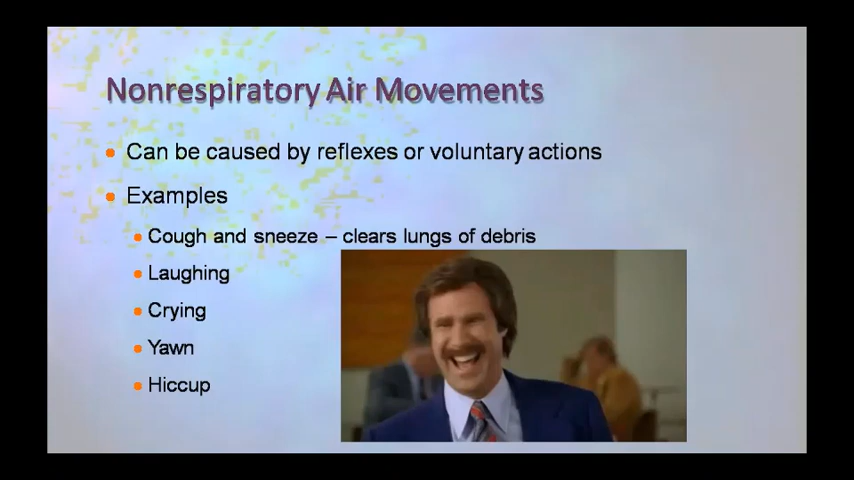 Nonrespiratory Air Movements
Can be caused by reflexes or voluntary actions
Examples
Cough and sneeze – clears lungs of debris
Laughing
Crying
Yawn
Hiccup